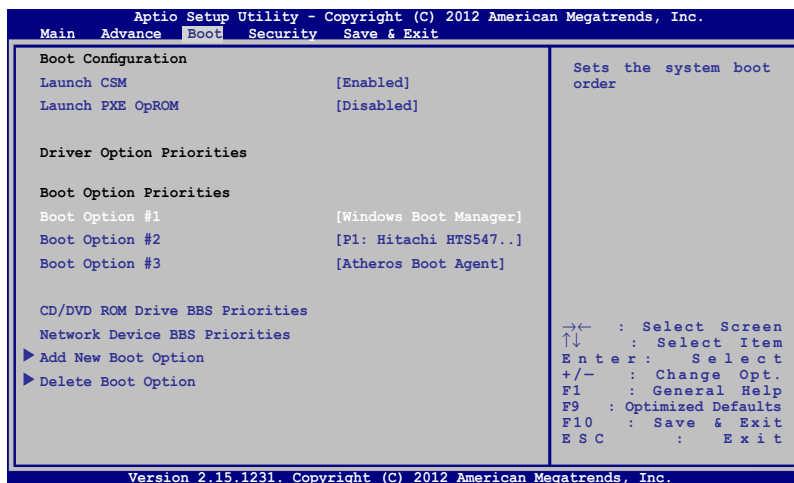 Aptio Setup Utility - Copyright (C) 2012 American Megatrends, Inc.
Main Advance Boot Security Save & Exit
Boot Configuration
Launch CSM [Enabled]
Launch PXE OpROM [Disabled]
Driver Option Priorities
Boot Option Priorities
Boot Option #1 [Windows Boot Manager]
Boot Option #2 [P1: Hitachi HTS547..]
Boot Option #3 [Atheros Boot Agent]
CD/DVD ROM Drive BBS Priorities
Network Device BBS Priorities
Add New Boot Option
Delete Boot Option
Sets the system boot
order
→← : Select Screen
↑↓ : Select Item
Enter: Select
+/— : Change Opt.
F1 : General Help
F9 : Optimized Defaults
F10 : Save & Exit
ESC : Exit
Version 2.15.1231. Copyright (C) 2012 American Megatrends, Inc.